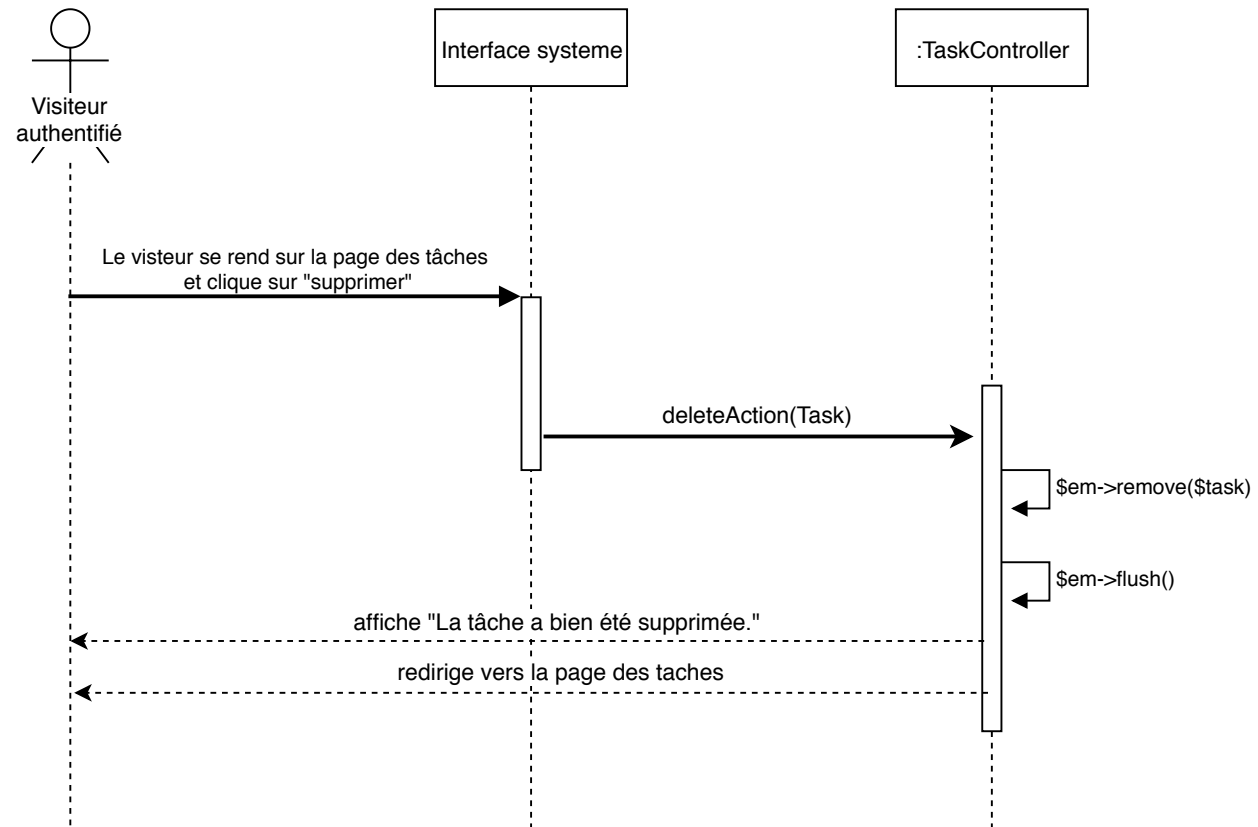 Visiteur
authentifié
Interface systeme
:TaskController
Le visteur se rend sur la page des tâches
et clique sur "supprimer"
deleteAction(Task)
$em->remove($task)
$em->flush()
affiche "La tâche a bien été supprimée."
redirige vers la page des taches